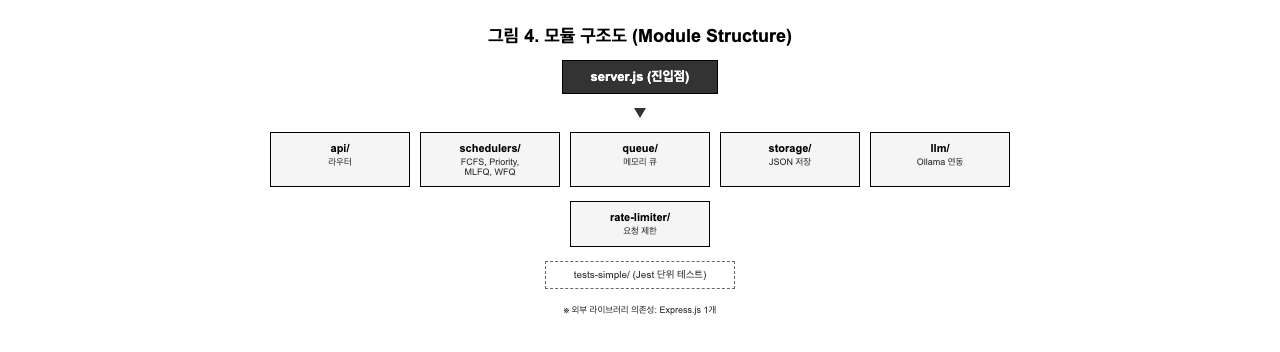 그림 4. 모듈 구조도 (Module Structure)
server.js (진입점)
api/
라우터
schedulers/
FCFS, Priority,
MLFQ, WFQ
queue/
메모리 큐
storage/
JSON 저장
llm/
Ollama 연동
rate-limiter/
요청 제한
tests-simple/ (Jest 단위 테스트)
※ 외부 라이브러리 의존성: Express.js 1개